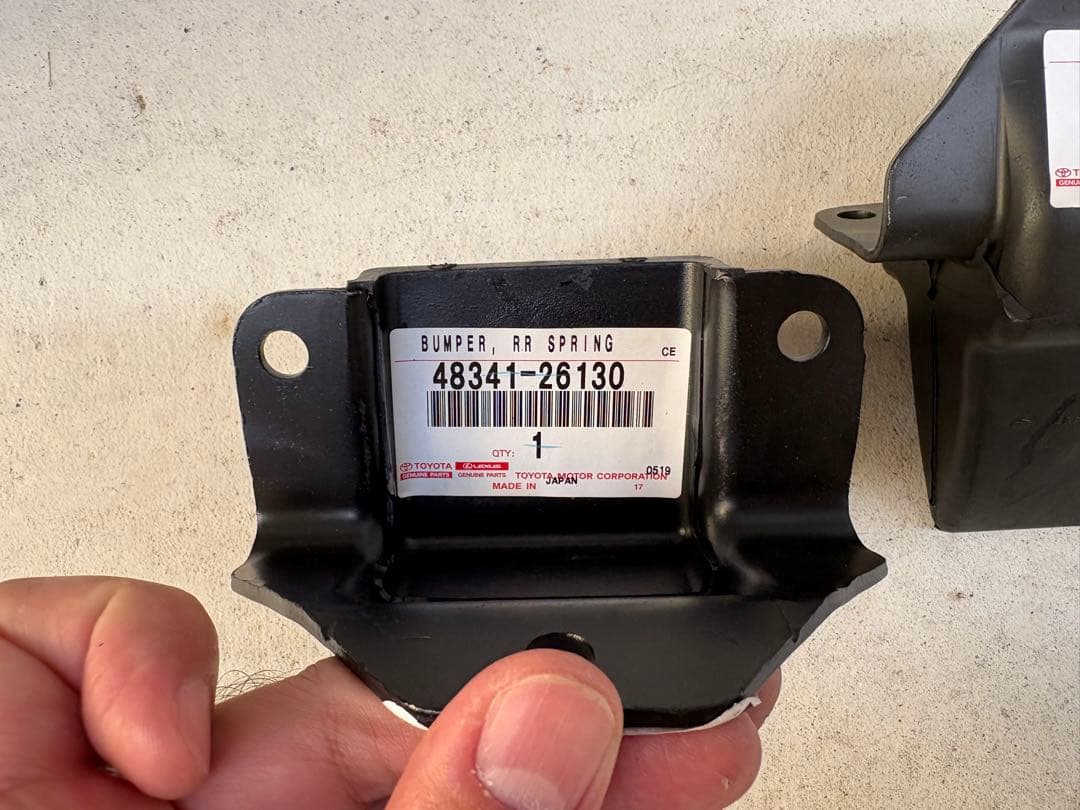 BUMPER, RR SPRING
CE
48341-26130
QTY: 1
TOYOTA LEXUS
GENUINE PARTS GENUINE PARTS TOYOTA MOTOR CORPORATION
0519
MADE IN JAPAN 17
T
GENUI